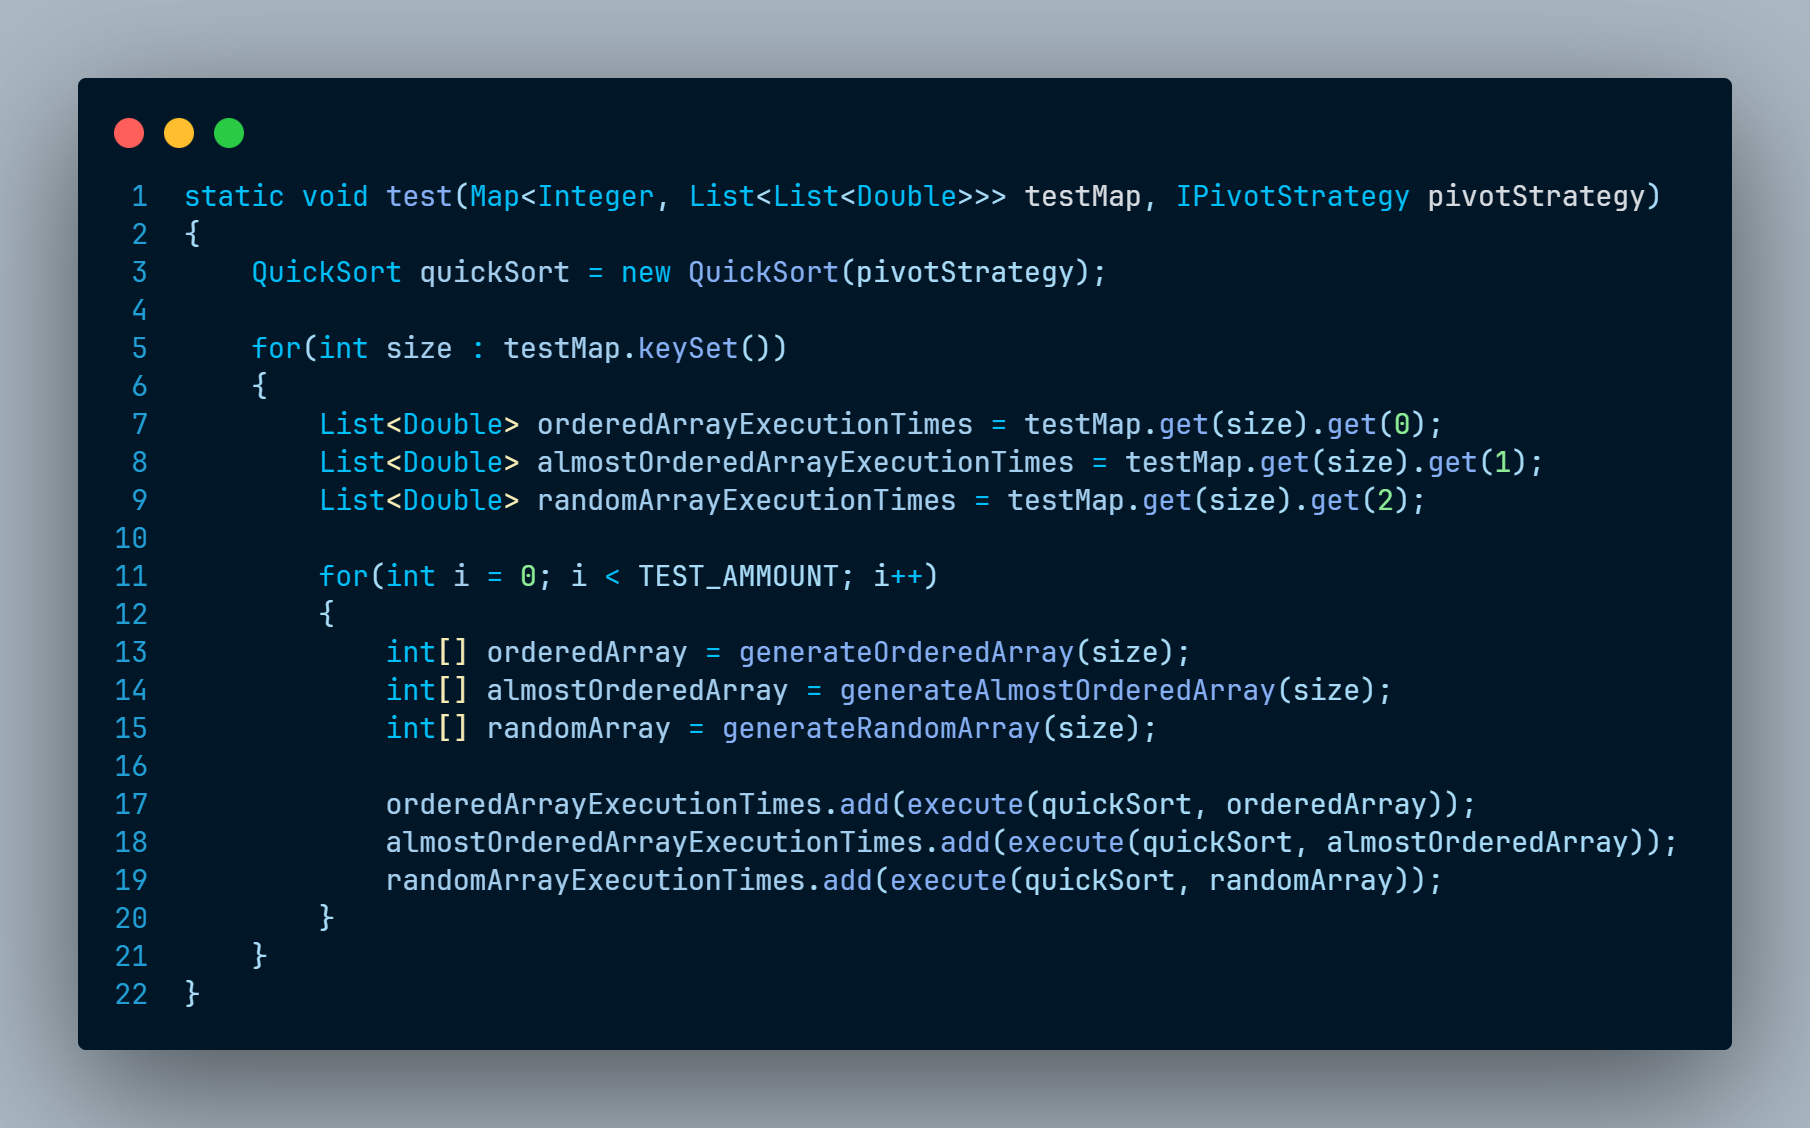 1 static void test(Map<Integer, List<List<Double>>> testMap, IPivotStrategy pivotStrategy)
2 {
3     QuickSort quickSort = new QuickSort(pivotStrategy);
4
5     for(int size : testMap.keySet())
6     {
7         List<Double> orderedArrayExecutionTimes = testMap.get(size).get(0);
8         List<Double> almostOrderedArrayExecutionTimes = testMap.get(size).get(1);
9         List<Double> randomArrayExecutionTimes = testMap.get(size).get(2);
10
11         for(int i = 0; i < TEST_AMMOUNT; i++)
12         {
13             int[] orderedArray = generateOrderedArray(size);
14             int[] almostOrderedArray = generateAlmostOrderedArray(size);
15             int[] randomArray = generateRandomArray(size);
16
17             orderedArrayExecutionTimes.add(execute(quickSort, orderedArray));
18             almostOrderedArrayExecutionTimes.add(execute(quickSort, almostOrderedArray));
19             randomArrayExecutionTimes.add(execute(quickSort, randomArray));
20         }
21     }
22 }